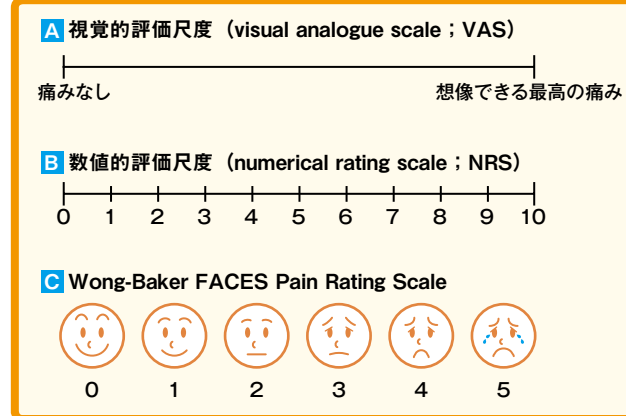 A 視覚的評価尺度（visual analogue scale；VAS）
痛みなし 想像できる最高の痛み
B 数値的評価尺度（numerical rating scale；NRS）
0 1 2 3 4 5 6 7 8 9 10
C Wong-Baker FACES Pain Rating Scale
0 1 2 3 4 5